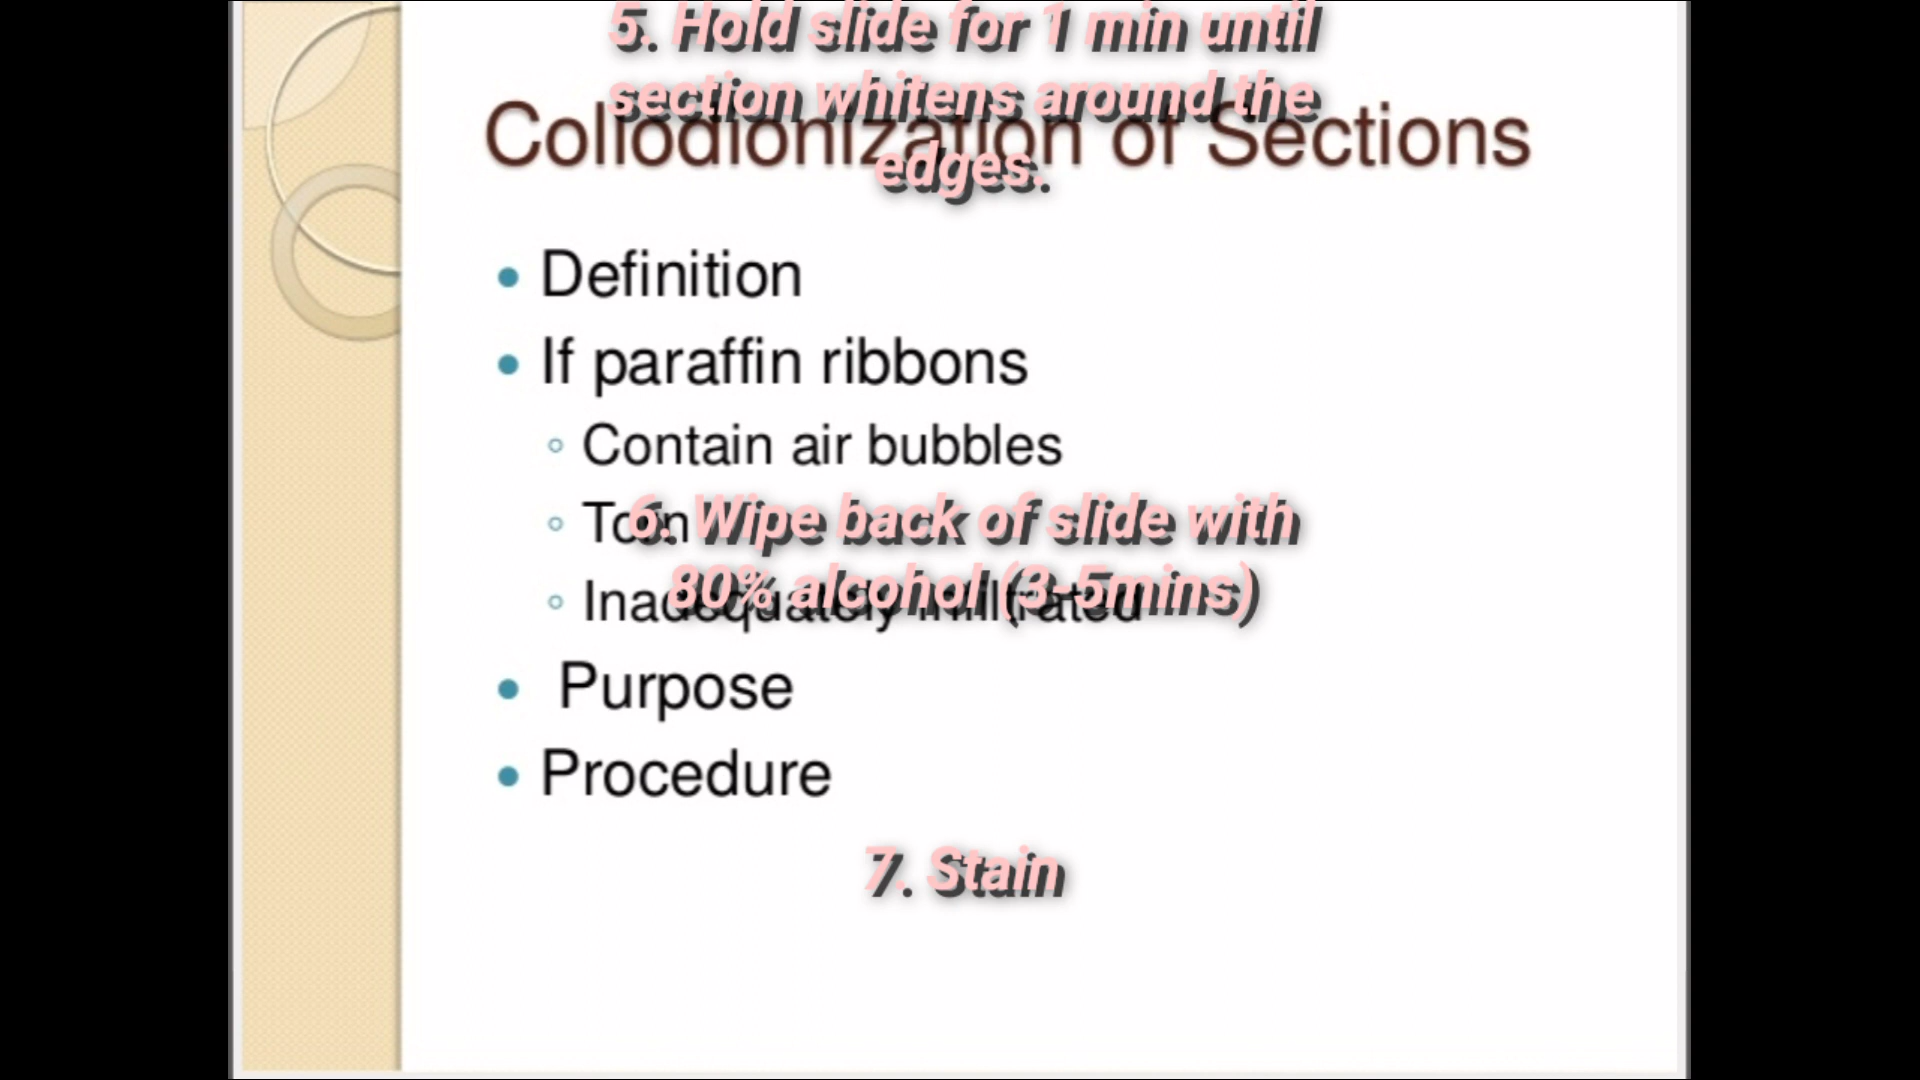 5. Hold slide for 1 min until
section whitens around the
edges.
Collodionization of Sections
Definition
If paraffin ribbons
Contain air bubbles
Torn
6. Wipe back of slide with
80% alcohol (3-5mins)
Inadequately infiltrated
Purpose
Procedure
7. Stain